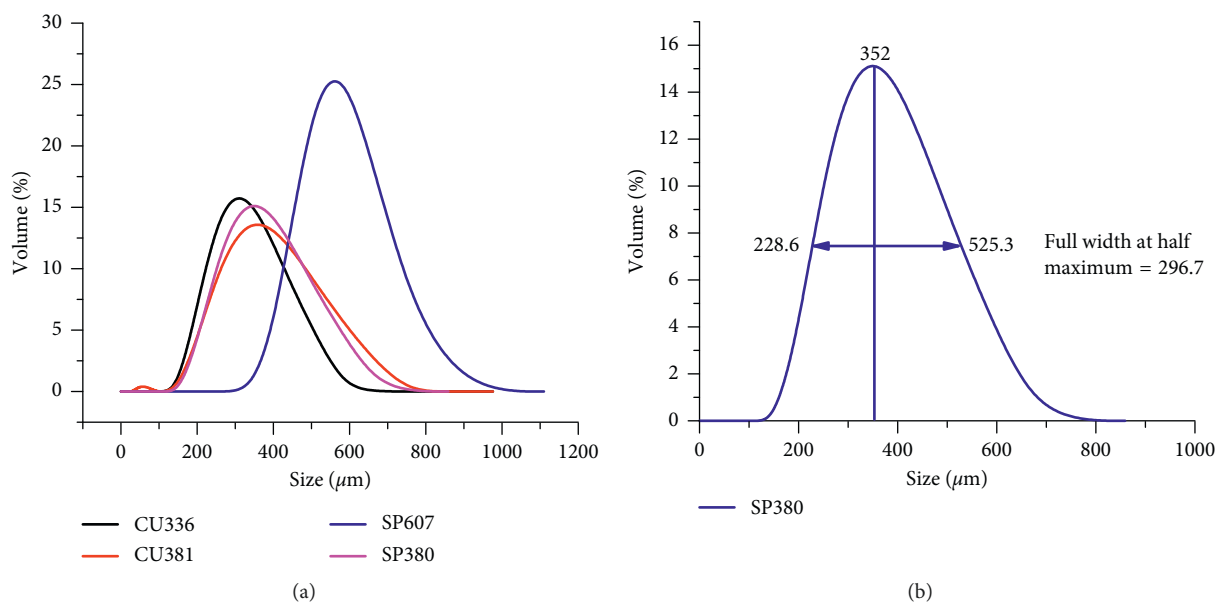 30
25
20
15
10
5
0
Volume (%)
0
200
400
600
800
1000
1200
Size (µm)
CU336
CU381
SP607
SP380
(a)
16
14
12
10
8
6
4
2
0
Volume (%)
352
228.6
525.3
Full width at half
maximum = 296.7
0
200
400
600
800
1000
Size (µm)
SP380
(b)